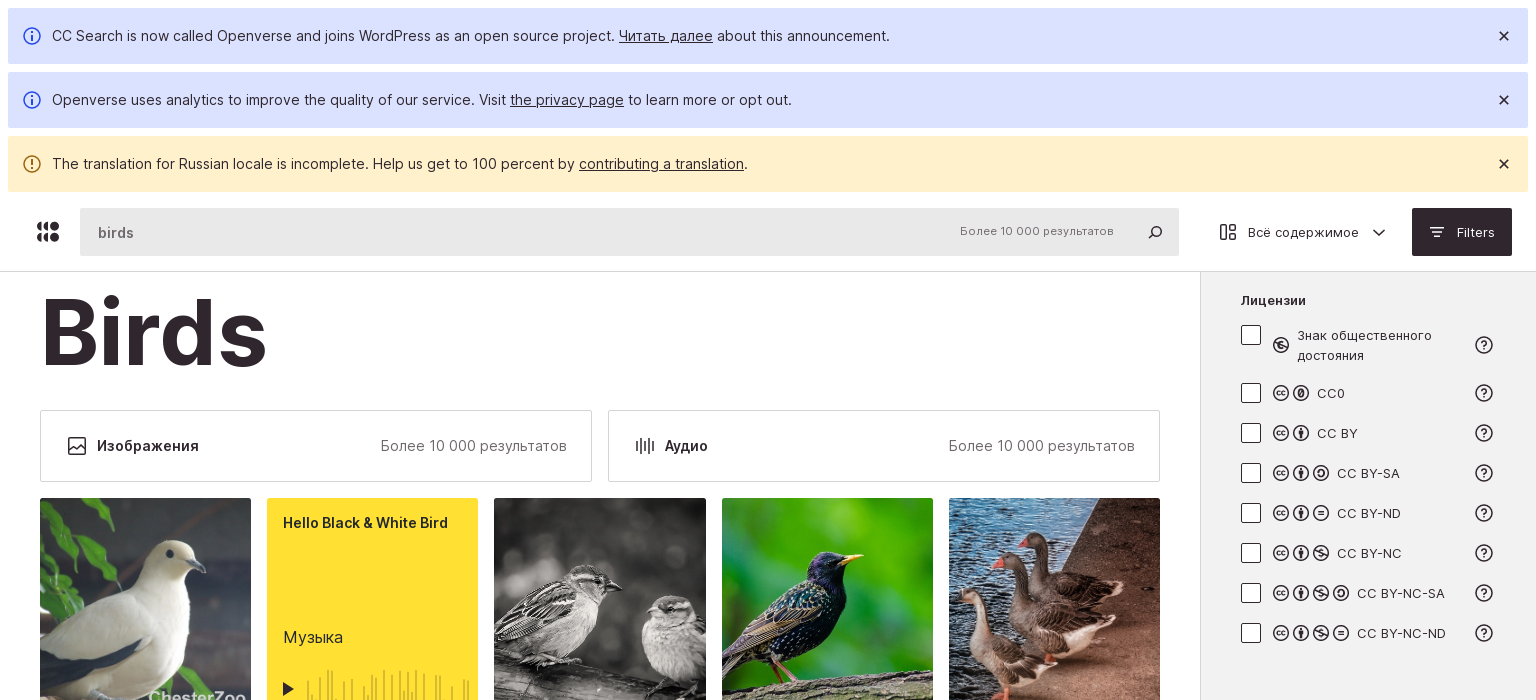 CC Search is now called Openverse and joins WordPress as an open source project. Читать далее about this announcement.
Openverse uses analytics to improve the quality of our service. Visit the privacy page to learn more or opt out.
The translation for Russian locale is incomplete. Help us get to 100 percent by contributing a translation.
birds
Более 10 000 результатов
Всё содержимое
Filters
Birds
Изображения
Более 10 000 результатов
Аудио
Более 10 000 результатов
Hello Black & White Bird
Музыка
ChesterZoo
Лицензии
Знак общественного
достояния
CC0
CC BY
CC BY-SA
CC BY-ND
CC BY-NC
CC BY-NC-SA
CC BY-NC-ND